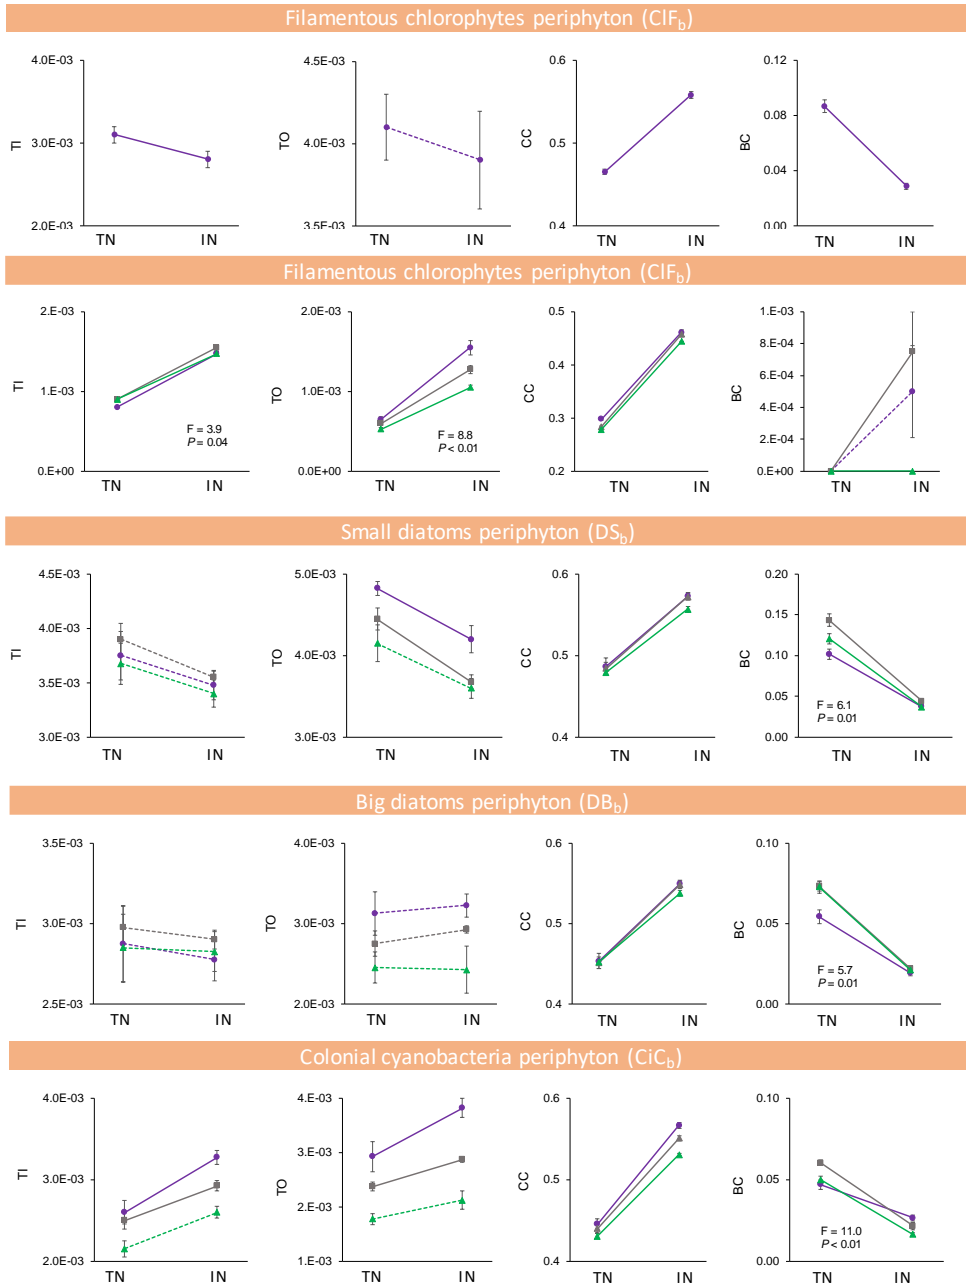 Filamentous chlorophytes periphyton (ClFb)
4.0E-03
3.0E-03
2.0E-03
TI
TN IN
4.5E-03
4.0E-03
3.5E-03
TO
TN IN
0.6
0.5
0.4
CC
TN IN
0.12
0.08
0.04
0.00
BC
TN IN
Filamentous chlorophytes periphyton (ClFb)
2.E-03
1.E-03
0.E+00
TI
F = 3.9
P = 0.04
TN IN
2.0E-03
1.0E-03
0.0E+00
TO
F = 8.8
P < 0.01
TN IN
0.5
0.4
0.3
0.2
CC
TN IN
1.E-03
8.E-04
6.E-04
4.E-04
2.E-04
0.E+00
BC
TN IN
Small diatoms periphyton (DSb)
4.5E-03
4.0E-03
3.5E-03
3.0E-03
TI
TN IN
5.0E-03
4.0E-03
3.0E-03
TO
TN IN
0.6
0.5
0.4
CC
TN IN
0.20
0.15
0.10
0.05
0.00
BC
F = 6.1
P = 0.01
TN IN
Big diatoms periphyton (DBb)
3.5E-03
3.0E-03
2.5E-03
TI
TN IN
4.0E-03
3.0E-03
2.0E-03
TO
TN IN
0.6
0.5
0.4
CC
TN IN
0.10
0.05
0.00
BC
F = 5.7
P = 0.01
TN IN
Colonial cyanobacteria periphyton (CiCb)
4.0E-03
3.0E-03
2.0E-03
TI
TN IN
4.E-03
3.E-03
2.E-03
1.E-03
TO
TN IN
0.6
0.5
0.4
CC
TN IN
0.10
0.05
0.00
BC
F = 11.0
P < 0.01
TN IN